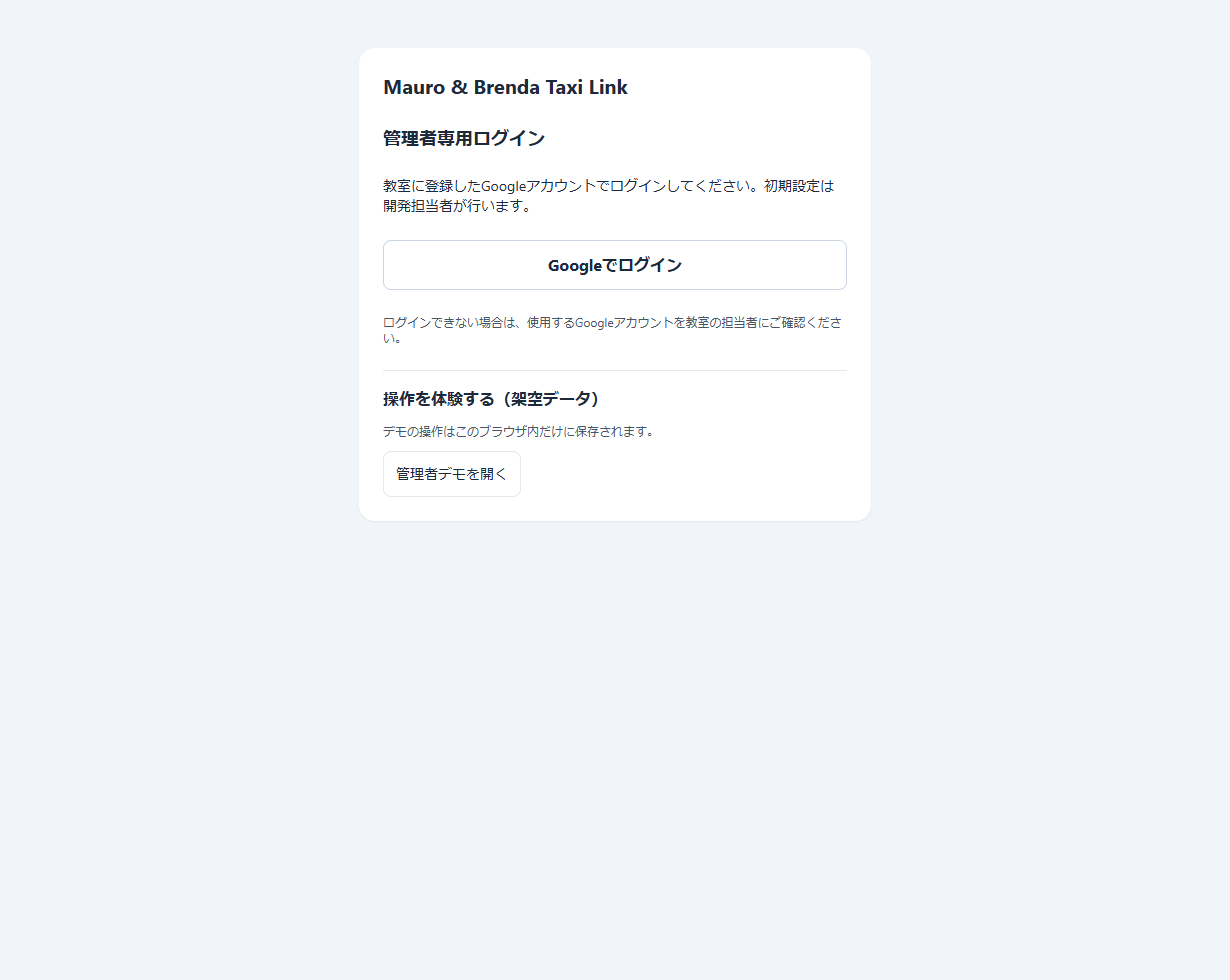 Mauro & Brenda Taxi Link
管理者専用ログイン
教室に登録したGoogleアカウントでログインしてください。初期設定は
開発担当者が行います。
Googleでログイン
ログインできない場合は、使用するGoogleアカウントを教室の担当者にご確認くださ
い。
操作を体験する（架空データ）
デモの操作はこのブラウザ内だけに保存されます。
管理者デモを開く